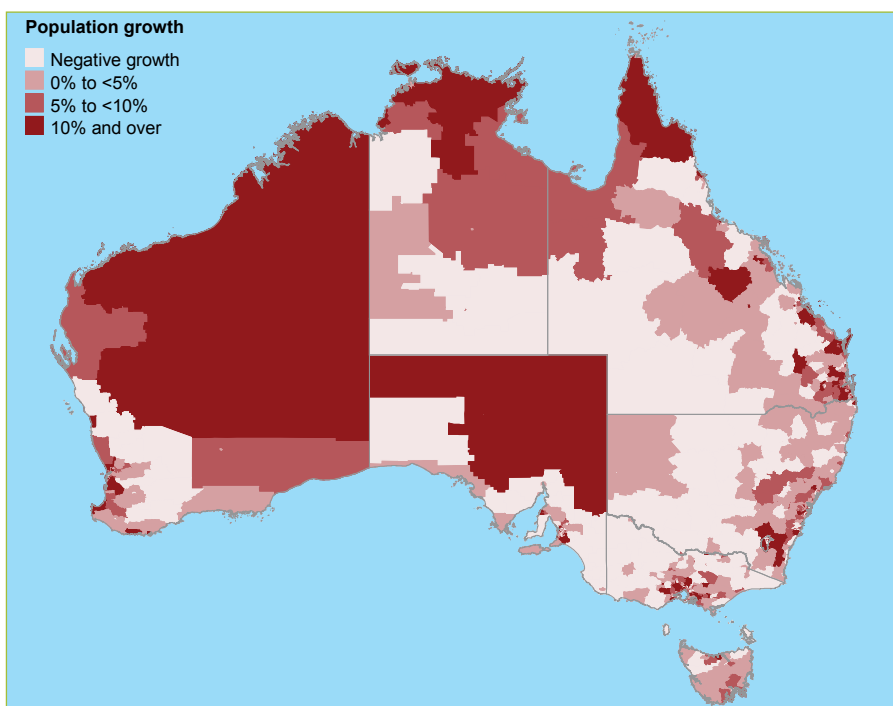 Population growth
Negative growth
0% to <5%
5% to <10%
10% and over